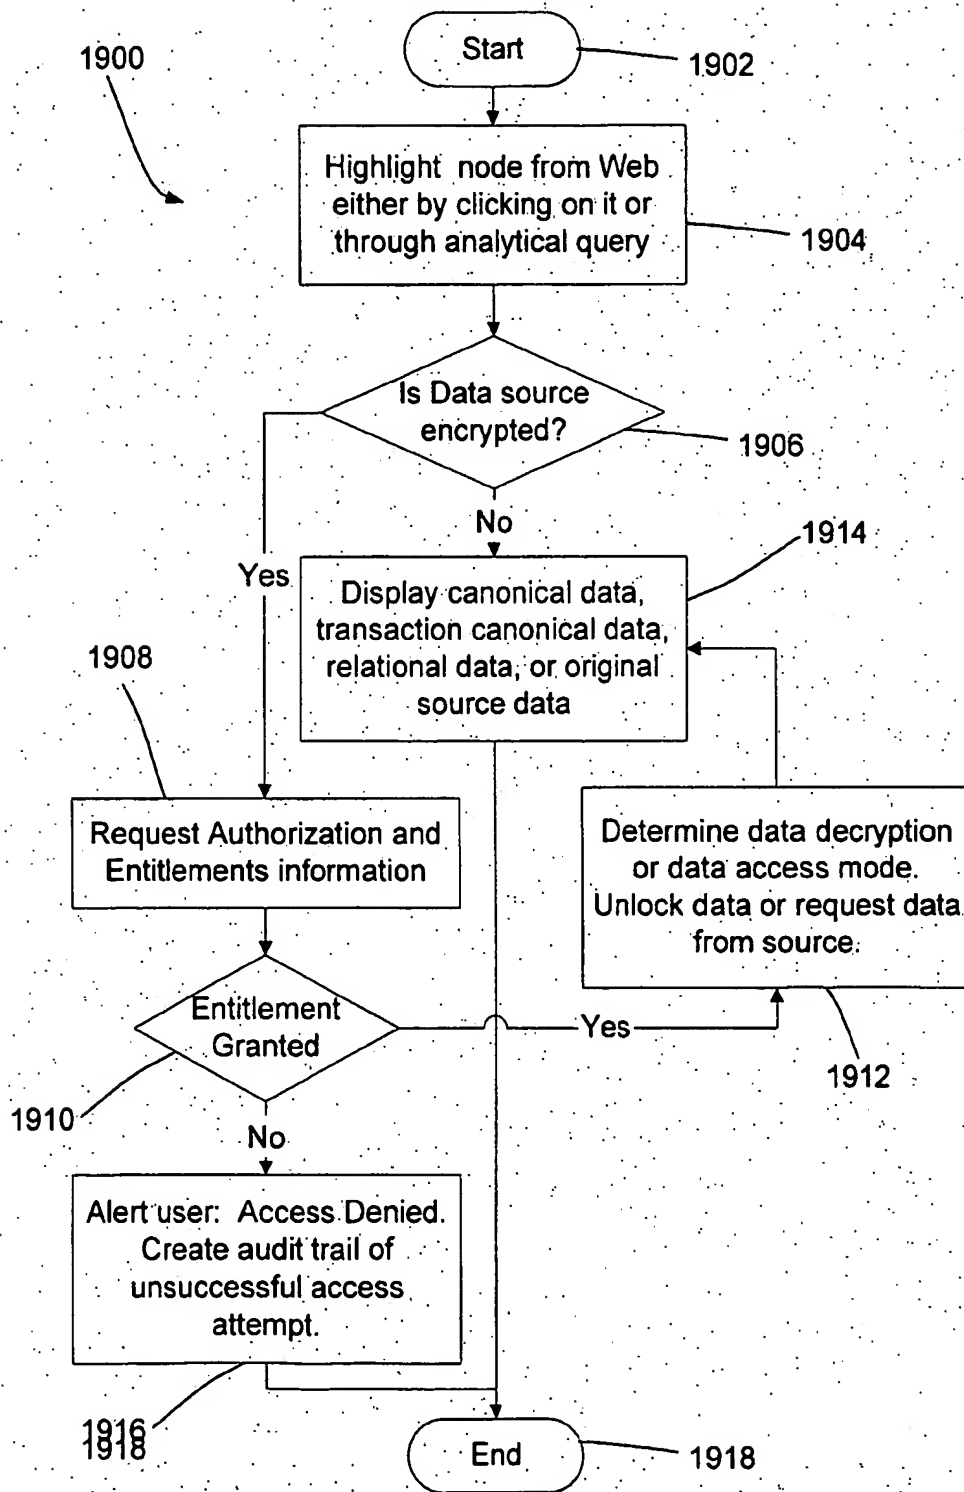 Start
1902
1900
Highlight node from Web
either by clicking on it or
through analytical query
1904
Is Data source
encrypted?
1906
No
Yes
1914
Display canonical data,
transaction canonical data,
relational data, or original
source data
1908
Request Authorization and
Entitlements information
Determine data decryption
or data access mode.
Unlock data or request data
from source.
1912
Entitlement
Granted
Yes
1910
No
Alert user: Access Denied.
Create audit trail of
unsuccessful access
attempt.
1916
1918
End
1918